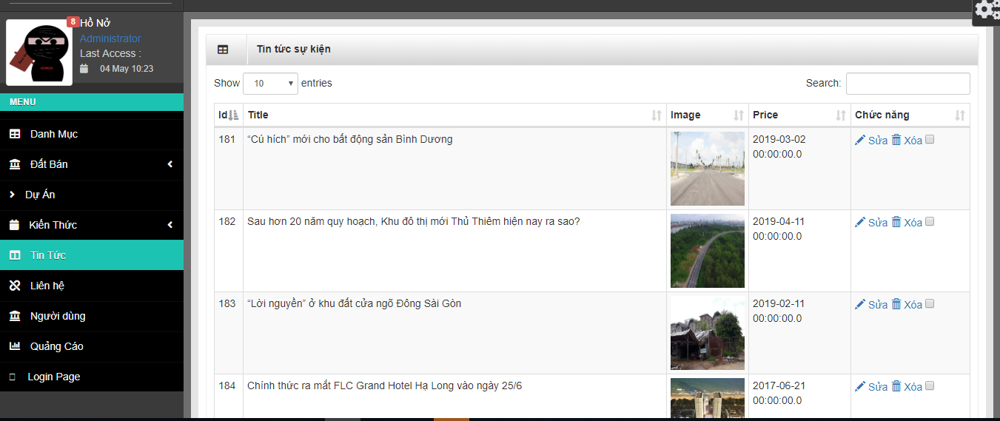 8
Hồ Nở
Administrator
Last Access :
04 May 10:23
MENU
Danh Mục
Đất Bán
Dự Án
Kiến Thức
Tin Tức
Liên hệ
Người dùng
Quảng Cáo
Login Page
Tin tức sự kiện
Show 10 entries
Search:
Id Title Image Price Chức năng
181 “Cú hích” mới cho bất động sản Bình Dương 2019-03-02 Sửa Xóa
00:00:00.0
182 Sau hơn 20 năm quy hoạch, Khu đô thị mới Thủ Thiêm hiện nay ra sao? 2019-04-11 Sửa Xóa
00:00:00.0
183 “Lời nguyền” ở khu đất cửa ngõ Đông Sài Gòn 2019-02-11 Sửa Xóa
00:00:00.0
184 Chính thức ra mắt FLC Grand Hotel Hạ Long vào ngày 25/6 2017-06-21 Sửa Xóa
00:00:00.0